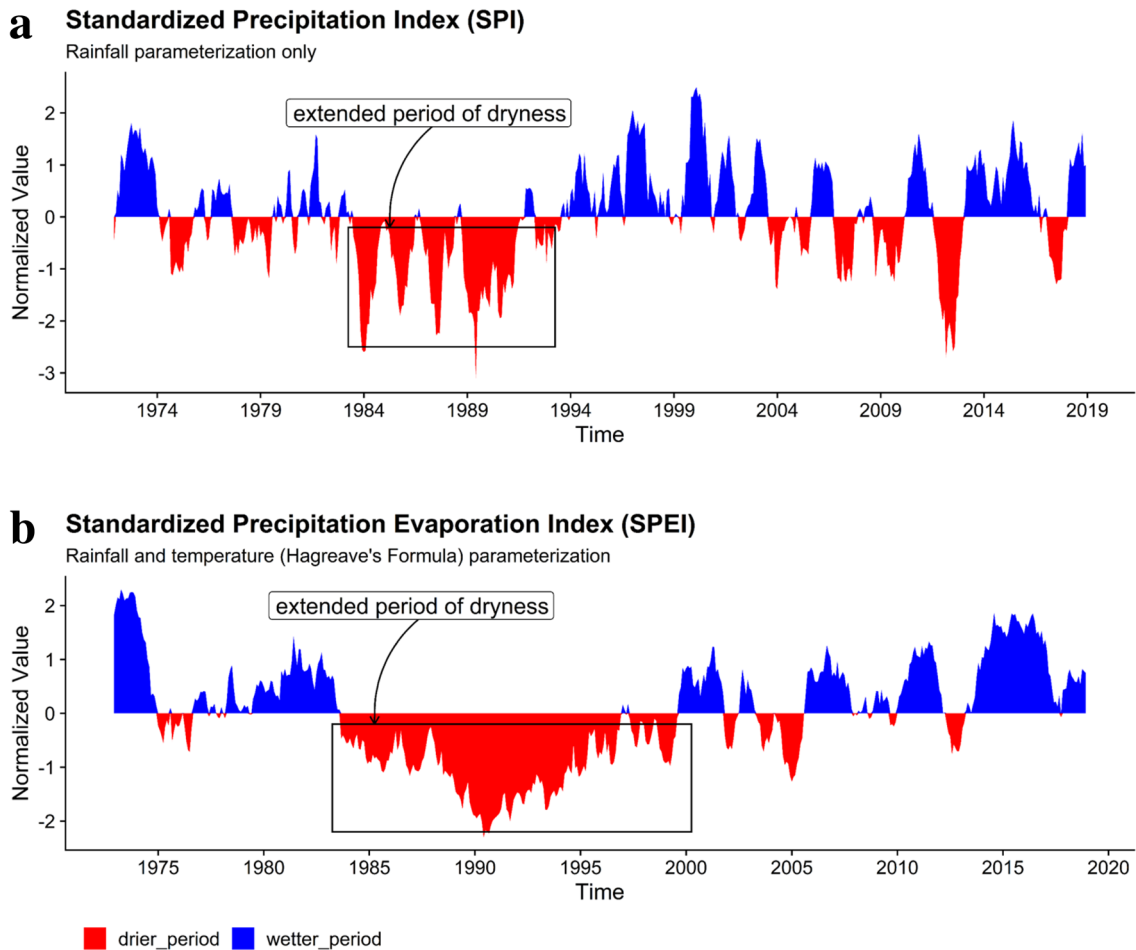 a
Standardized Precipitation Index (SPI)
Rainfall parameterization only
extended period of dryness
Normalized Value
2
1
0
-1
-2
-3
1974 1979 1984 1989 1994 1999 2004 2009 2014 2019
Time
b
Standardized Precipitation Evaporation Index (SPEI)
Rainfall and temperature (Hagreave's Formula) parameterization
extended period of dryness
Normalized Value
2
1
0
-1
-2
1975 1980 1985 1990 1995 2000 2005 2010 2015 2020
Time
drier_period wetter_period